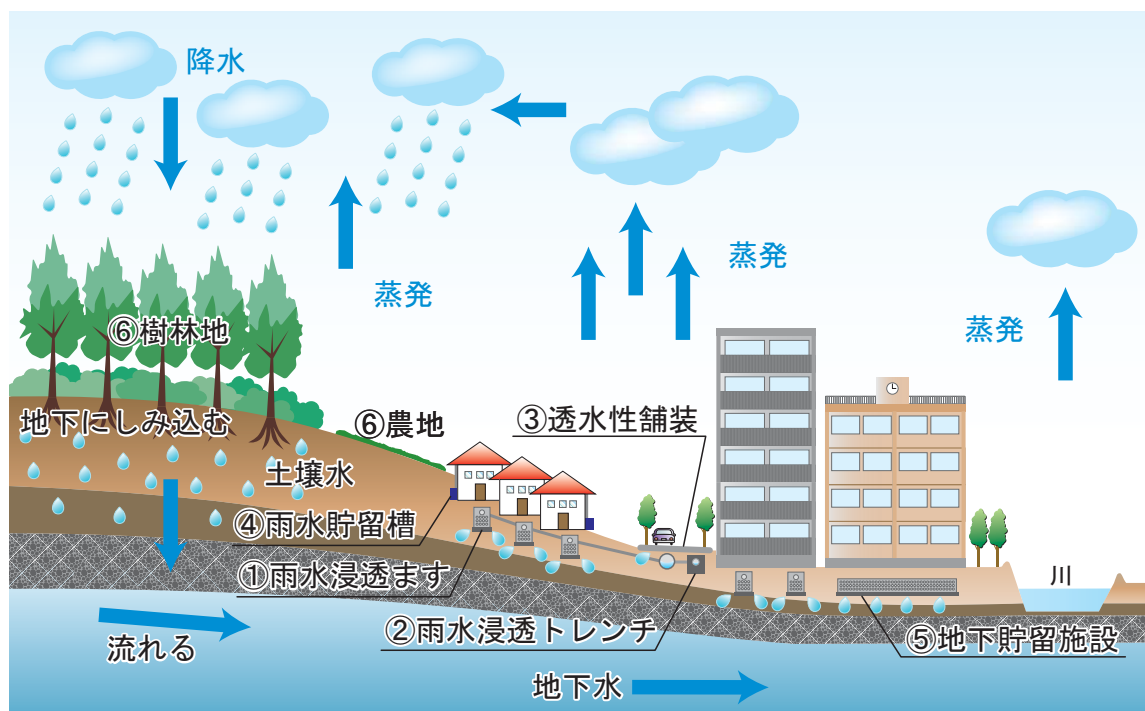 降水
蒸発
蒸発
蒸発
⑥樹林地
地下にしみ込む
⑥農地
③透水性舗装
土壌水
④雨水貯留槽
①雨水浸透ます
川
②雨水浸透トレンチ
⑤地下貯留施設
流れる
地下水